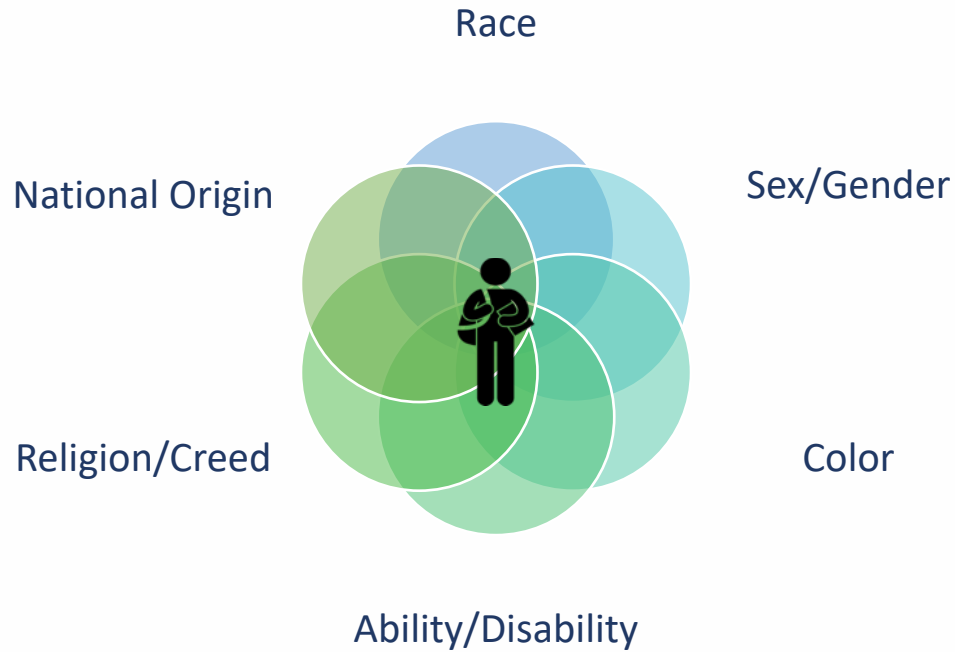 Race
National Origin
Sex/Gender
Religion/Creed
Color
Ability/Disability